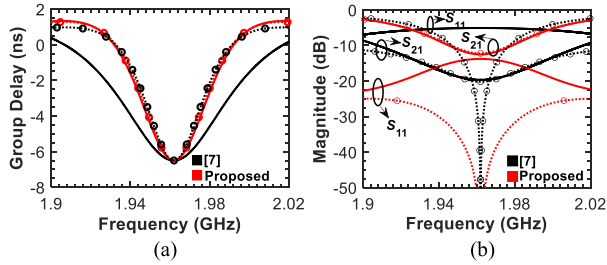 2
0
-2
-4
-6
-8
Group Delay (ns)
[7]
Proposed
1.9
1.94
1.98
2.02
Frequency (GHz)
(a)
0
-10
-20
-30
-40
-50
Magnitude (dB)
S11
S21
S21
S11
[7]
Proposed
1.9
1.94
1.98
2.02
Frequency (GHz)
(b)